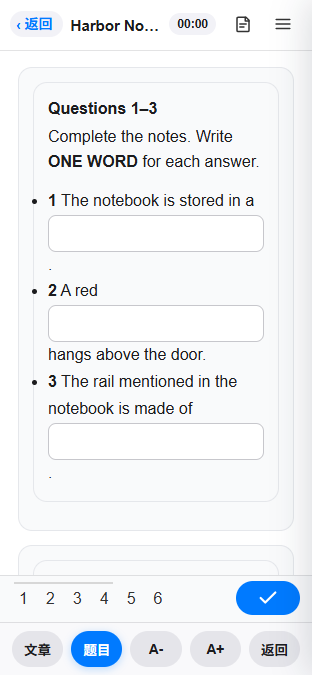 ‹ 返回 Harbor No... 00:00
Questions 1–3
Complete the notes. Write
ONE WORD for each answer.
1 The notebook is stored in a
.
2 A red
hangs above the door.
3 The rail mentioned in the
notebook is made of
.
1 2 3 4 5 6
文章 题目 A- A+ 返回